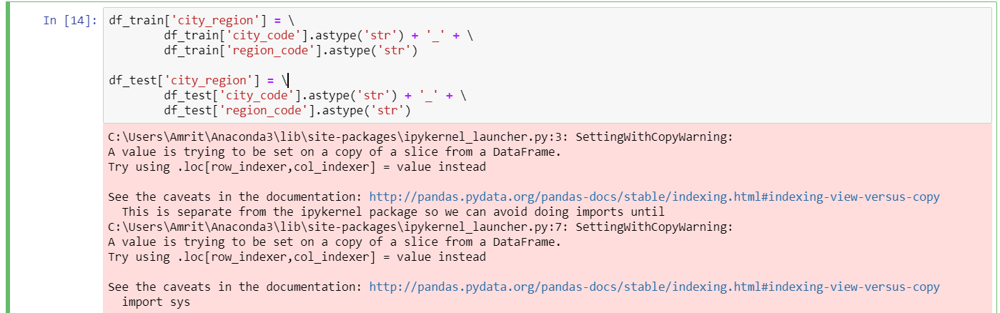 In [14]: df_train['city_region'] = \
df_train['city_code'].astype('str') + '_' + \
df_train['region_code'].astype('str')
df_test['city_region'] = \
df_test['city_code'].astype('str') + '_' + \
df_test['region_code'].astype('str')
C:\Users\Amrit\Anaconda3\lib\site-packages\ipykernel_launcher.py:3: SettingWithCopyWarning:
A value is trying to be set on a copy of a slice from a DataFrame.
Try using .loc[row_indexer,col_indexer] = value instead
See the caveats in the documentation: http://pandas.pydata.org/pandas-docs/stable/indexing.html#indexing-view-versus-copy
This is separate from the ipykernel package so we can avoid doing imports until
C:\Users\Amrit\Anaconda3\lib\site-packages\ipykernel_launcher.py:7: SettingWithCopyWarning:
A value is trying to be set on a copy of a slice from a DataFrame.
Try using .loc[row_indexer,col_indexer] = value instead
See the caveats in the documentation: http://pandas.pydata.org/pandas-docs/stable/indexing.html#indexing-view-versus-copy
import sys